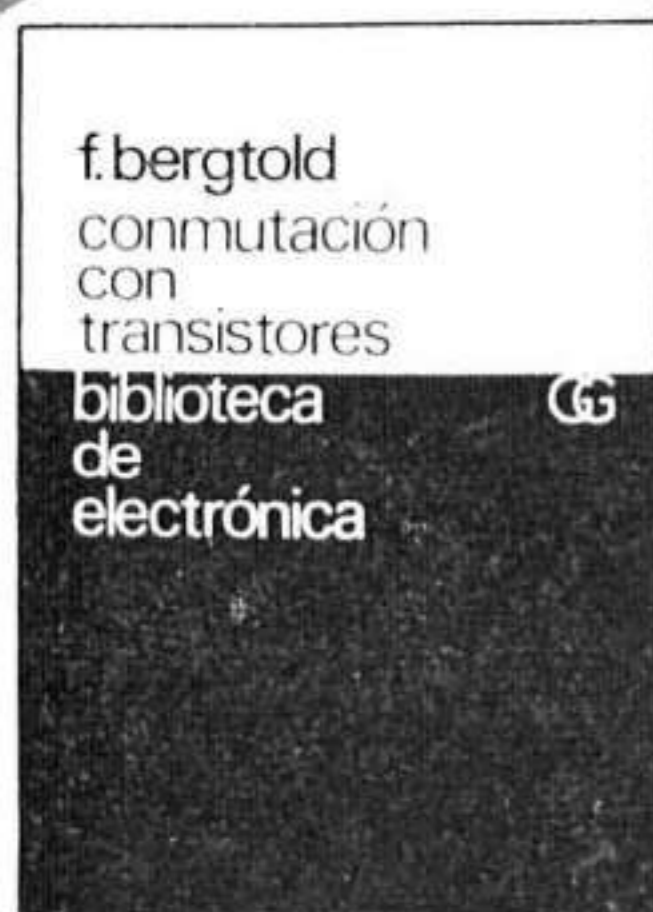 f. bergtold
conmutación
con
transistores
biblioteca GG
de
electrónica